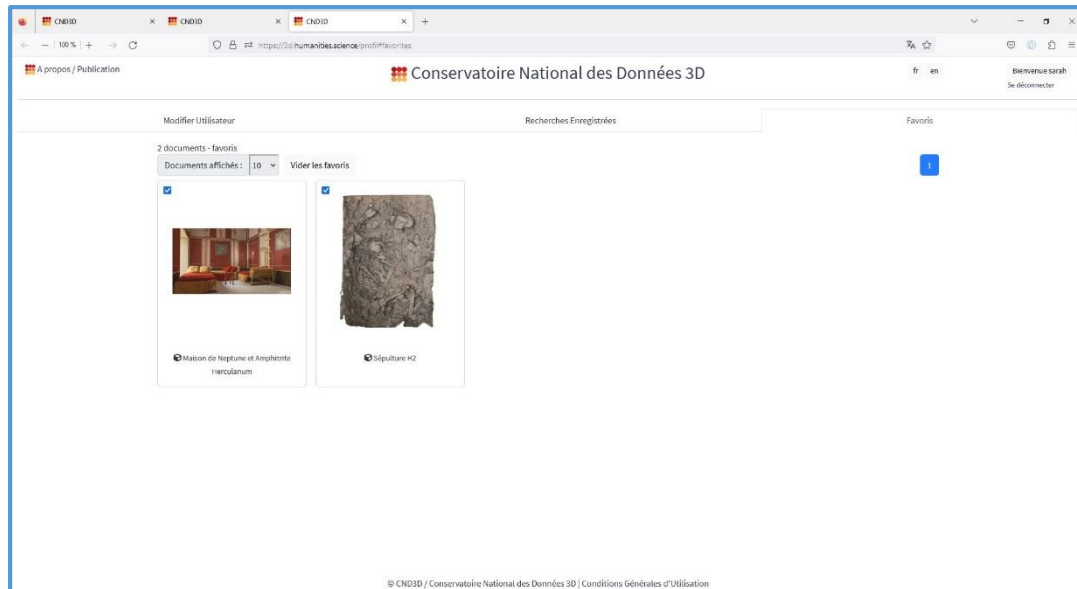 CND3D
CND3D
CND3D
100 %
https://3d.humanities.science/profil#favorites
A propos / Publication
Conservatoire National des Données 3D
fr en
Bienvenue sarah
Se déconnecter
Modifier Utilisateur
Recherches Enregistrées
Favoris
2 documents - favoris
Documents affichés : 10
Vider les favoris
1
Maison de Neptune et Amphitrite
Herculanum
Sépulture H2
© CND3D / Conservatoire National des Données 3D | Conditions Générales d'Utilisation